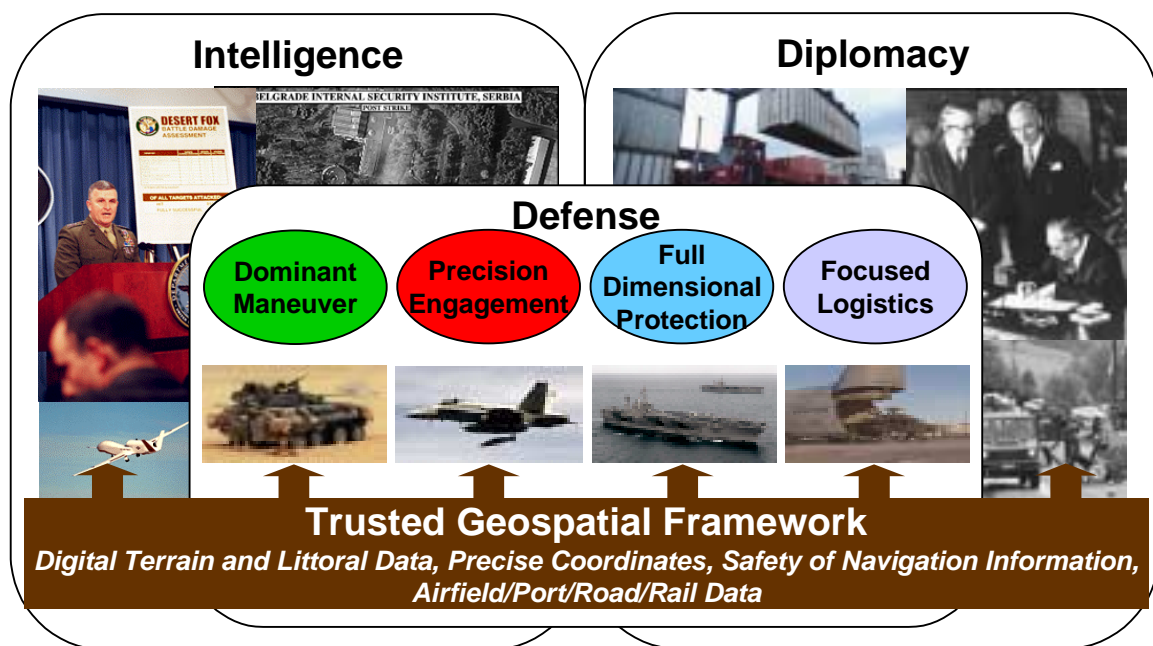 Intelligence
Diplomacy
BELGRADE INTERNAL SECURITY INSTITUTE, SERBIA
POST STRIKE
DESERT FOX
BATTLE DAMAGE
ASSESSMENT
OF ALL TARGETS ATTACKED
FULLY SUCCESSFUL
Defense
Dominant
Maneuver
Precision
Engagement
Full
Dimensional
Protection
Focused
Logistics
Trusted Geospatial Framework
Digital Terrain and Littoral Data, Precise Coordinates, Safety of Navigation Information,
Airfield/Port/Road/Rail Data